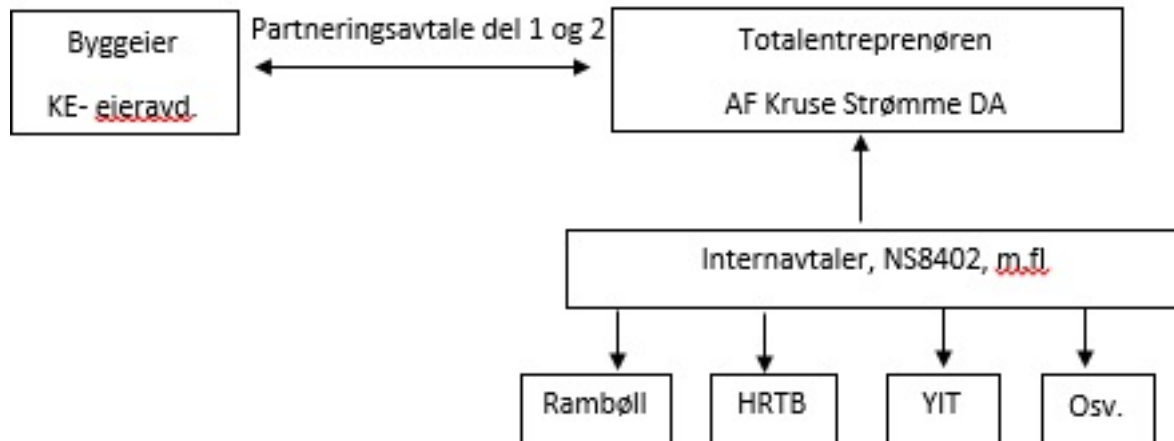 Byggeier
KE- eieravd.
Partneringsavtale del 1 og 2
Totalentreprenøren
AF Kruse Strømme DA
Internavtaler, NS8402, m.fl
Rambøll
HRTB
YIT
Osv.